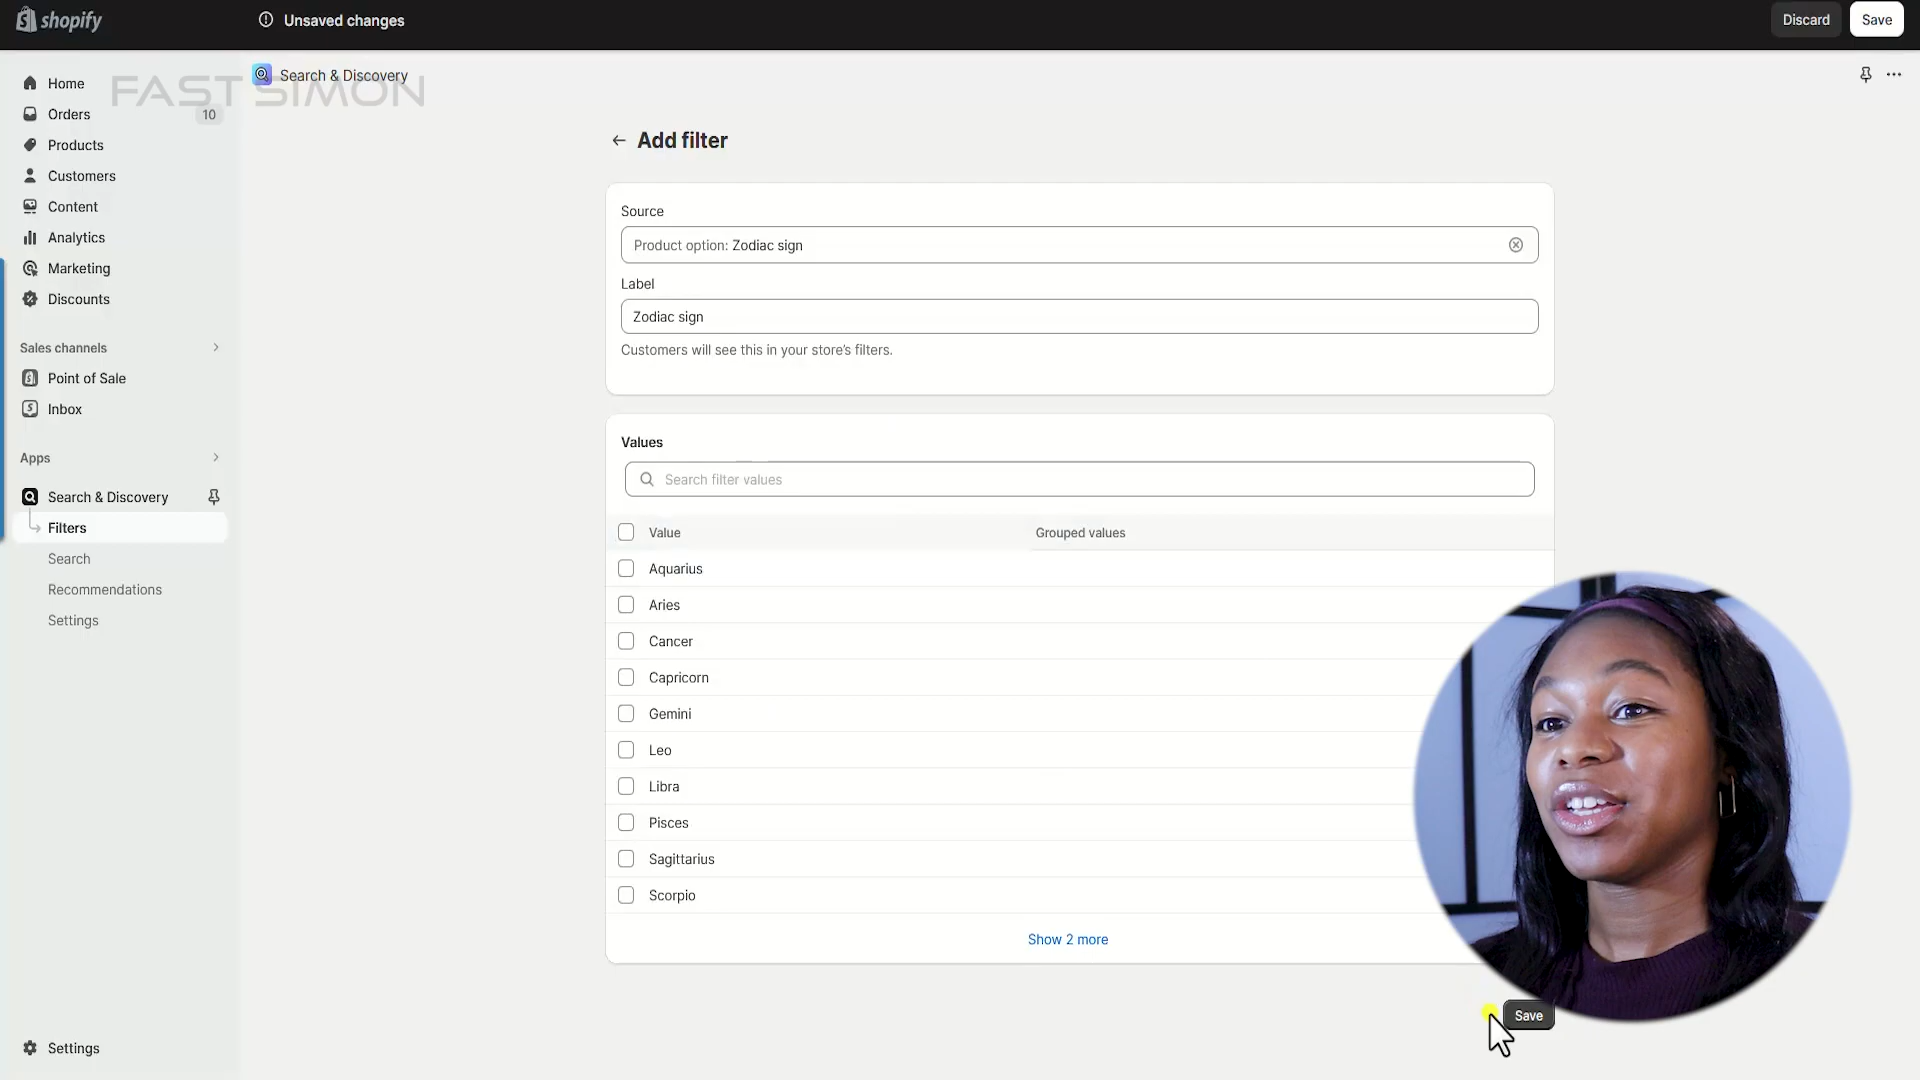 shopify
Unsaved changes
Discard
Save
Home
FAST SIMON
Search & Discovery
Orders
10
Products
Customers
Content
Analytics
Marketing
Discounts
Sales channels
Point of Sale
Inbox
Apps
Search & Discovery
Filters
Search
Recommendations
Settings
Settings
Add filter
Source
Product option: Zodiac sign
Label
Zodiac sign
Customers will see this in your store's filters.
Values
Search filter values
Value
Grouped values
Aquarius
Aries
Cancer
Capricorn
Gemini
Leo
Libra
Pisces
Sagittarius
Scorpio
Show 2 more
Save